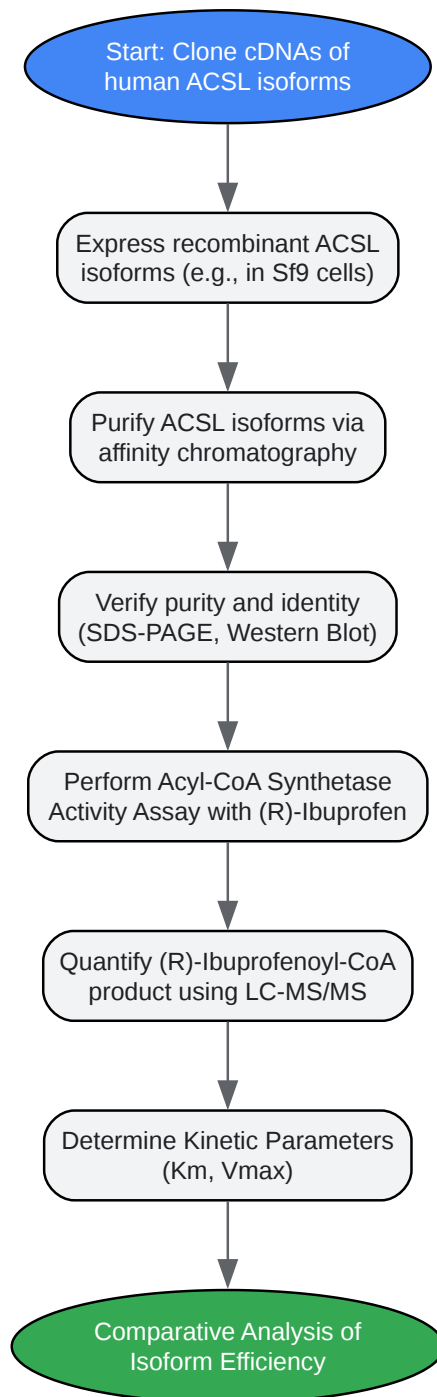 Start: Clone cDNAs of
human ACSL isoforms
Express recombinant ACSL
isoforms (e.g., in Sf9 cells)
Purify ACSL isoforms via
affinity chromatography
Verify purity and identity
(SDS-PAGE, Western Blot)
Perform Acyl-CoA Synthetase
Activity Assay with (R)-Ibuprofen
Quantify (R)-Ibuprofenoyl-CoA
product using LC-MS/MS
Determine Kinetic Parameters
(Km, Vmax)
Comparative Analysis of
Isoform Efficiency